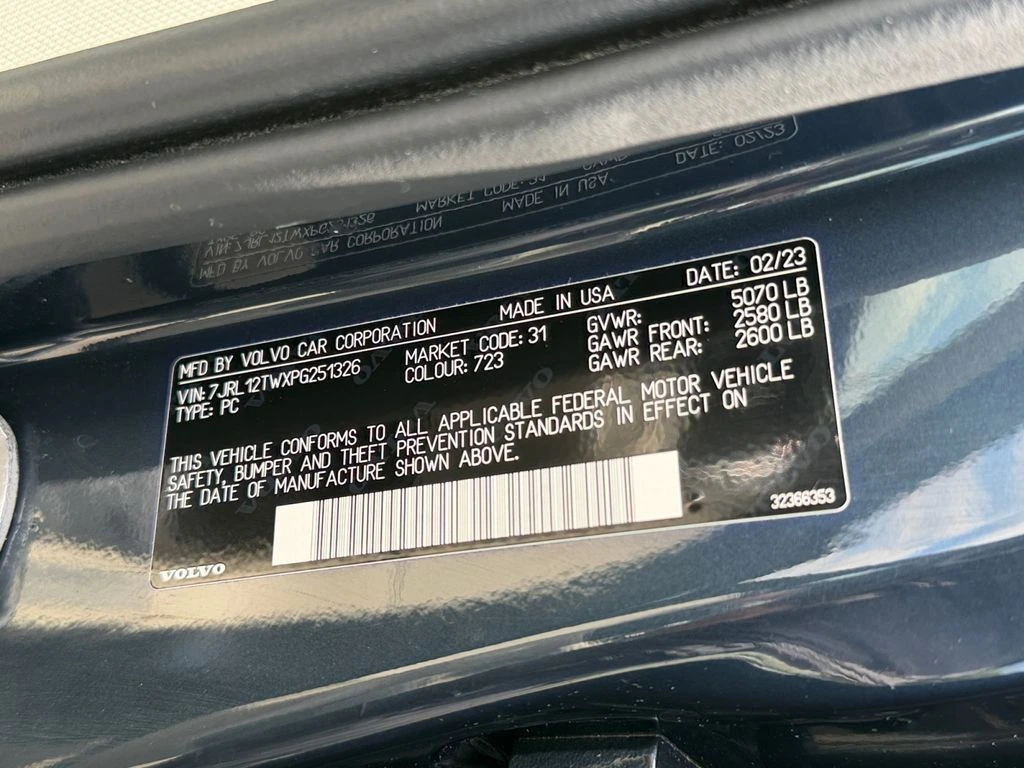 MFD BY VOLVO CAR CORPORATION MADE IN USA DATE: 02/23
VIN: 7JRL12TWXPG251326 MARKET CODE: 31 GVWR: 5070 LB
TYPE: PC COLOUR: 723 GAWR FRONT: 2580 LB
GAWR REAR: 2600 LB
THIS VEHICLE CONFORMS TO ALL APPLICABLE FEDERAL MOTOR VEHICLE
SAFETY, BUMPER AND THEFT PREVENTION STANDARDS IN EFFECT ON
THE DATE OF MANUFACTURE SHOWN ABOVE.
32366353
VOLVO